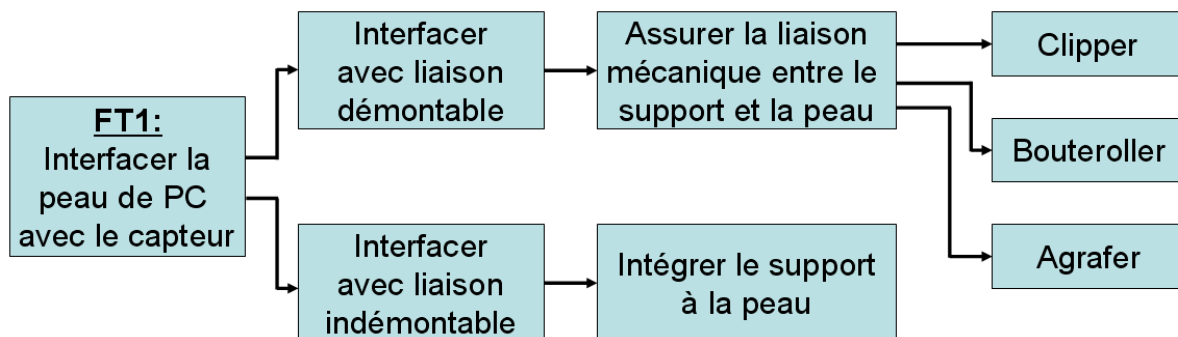 FT1:
Interfacer la
peau de PC
avec le capteur
Interfacer
avec liaison
démontable
Assurer la liaison
mécanique entre le
support et la peau
Clipper
Bouteroller
Agrafer
Interfacer
avec liaison
indémontable
Intégrer le support
à la peau